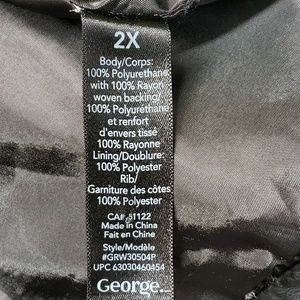 2X
Body/Corps:
100% Polyurethane
with 100% Rayon
woven backing/
100% Polyuréthane
et renfort
d'envers tissé
100% Rayonne
Lining/Doublure:
100% Polyester
Rib/
Garniture des côtes
100% Polyester
CA#: 51122
Made in China
Fait en Chine
Style/Modèle
#GRW30504P
UPC 63030460454
George.